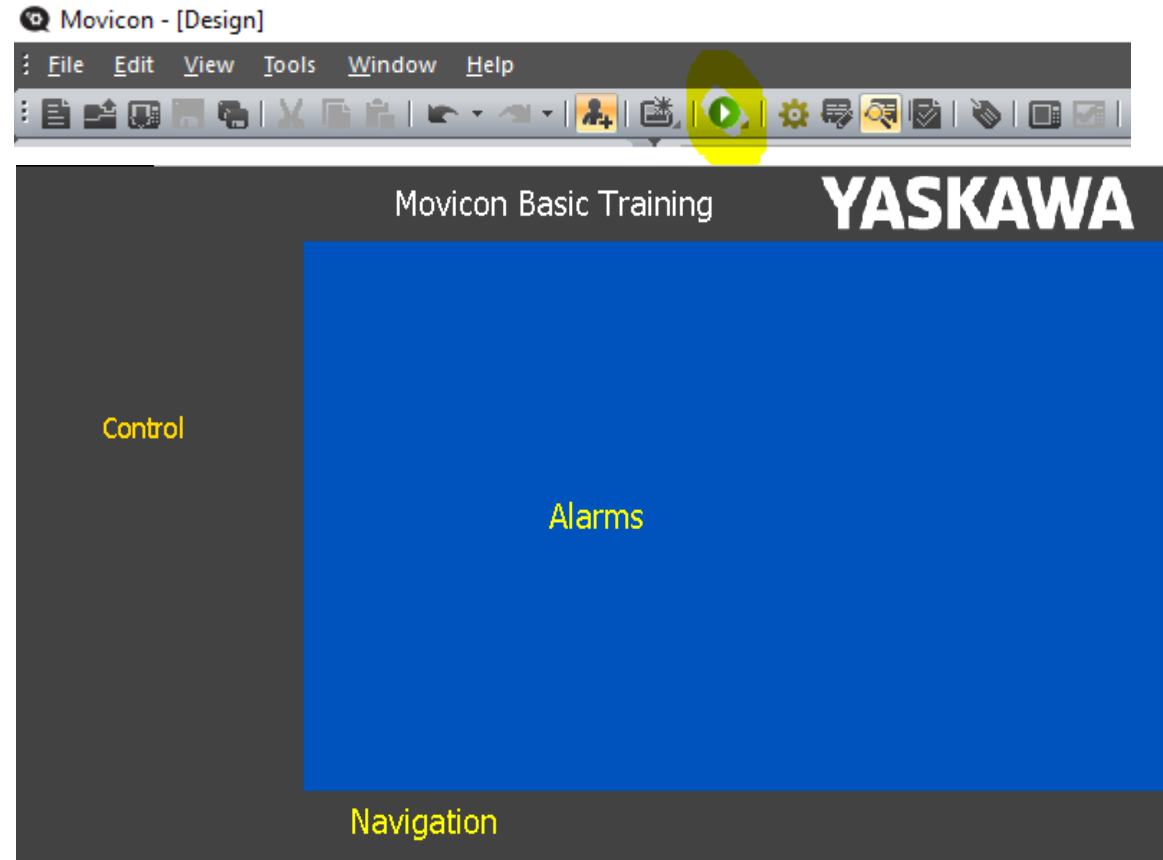 Movicon - [Design]
File Edit View Tools Window Help
Movicon Basic Training
YASKAWA
Control
Alarms
Navigation